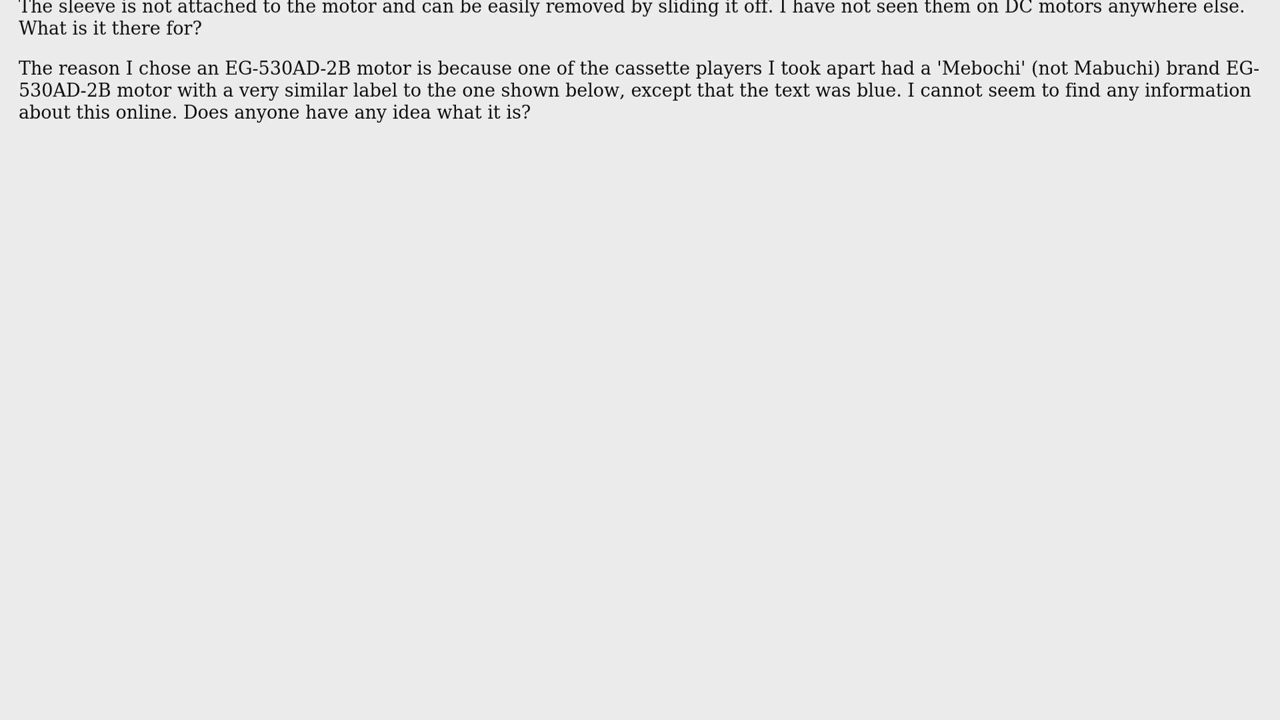 The sleeve is not attached to the motor and can be easily removed by sliding it off. I have not seen them on DC motors anywhere else.
What is it there for?
The reason I chose an EG-530AD-2B motor is because one of the cassette players I took apart had a 'Mebochi' (not Mabuchi) brand EG-
530AD-2B motor with a very similar label to the one shown below, except that the text was blue. I cannot seem to find any information
about this online. Does anyone have any idea what it is?